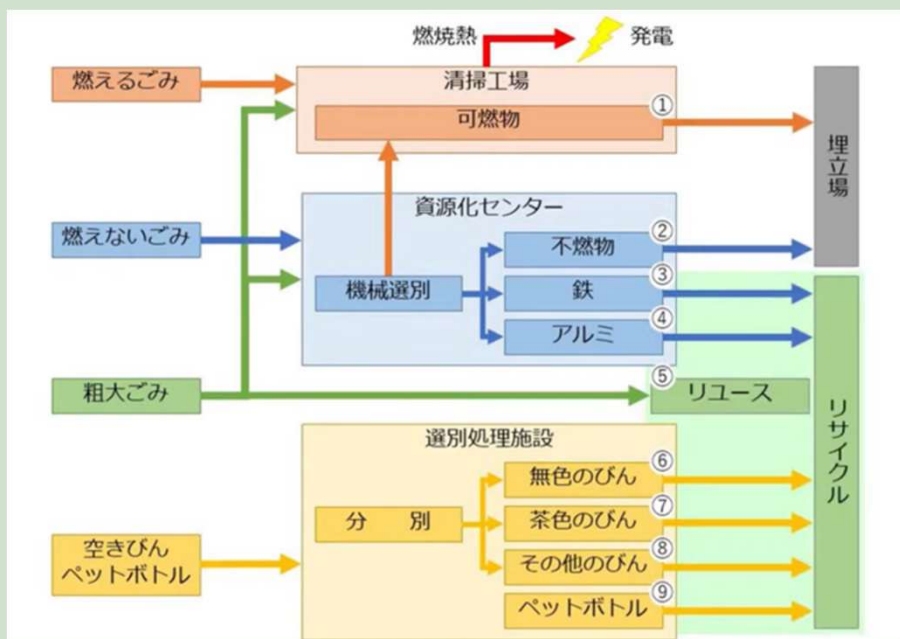 燃焼熱
発電
燃えるごみ
清掃工場
可燃物
①
埋立場
燃えないごみ
資源化センター
機械選別
不燃物
②
鉄
③
アルミ
④
粗大ごみ
リユース
⑤
リサイクル
選別処理施設
空きびん
ペットボトル
分　別
無色のびん
⑥
茶色のびん
⑦
その他のびん
⑧
ペットボトル
⑨